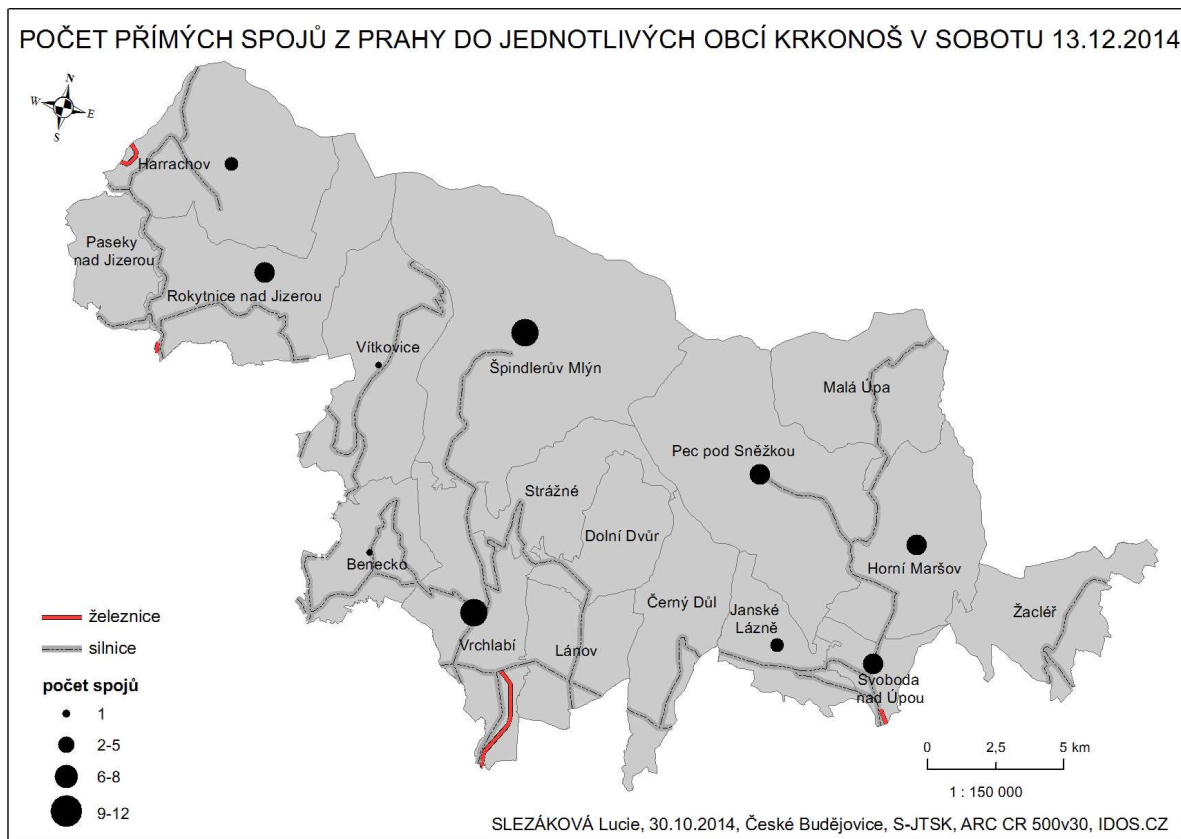 POČET PŘÍMÝCH SPOJŮ Z PRAHY DO JEDNOTLIVÝCH OBCÍ KRKONOŠ V SOBOTU 13.12.2014
N
W
E
S
Harrachov
Paseky
nad Jizerou
Rokytnice nad Jizerou
Vítkovice
Špindlerův Mlýn
Malá Úpa
Pec pod Sněžkou
Strážné
Dolní Dvůr
Benecko
Horní Maršov
Černý Důl
Janské
Lázně
Žacléř
Vrchlabí
Lánov
Svoboda
nad Úpou
železnice
silnice
počet spojů
1
2-5
6-8
9-12
0 2,5 5 km
1 : 150 000
SLEZÁKOVÁ Lucie, 30.10.2014, České Budějovice, S-JTSK, ARC CR 500v30, IDOS.CZ